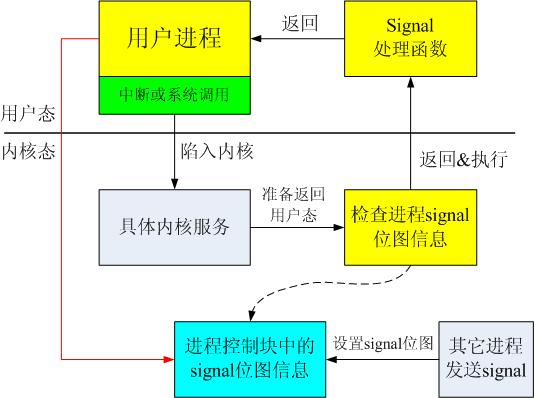 用户进程
返回
Signal
处理函数
中断或系统调用
用户态
内核态
陷入内核
返回&执行
具体内核服务
准备返回
用户态
检查进程signal
位图信息
进程控制块中的
signal位图信息
设置signal位图
其它进程
发送signal